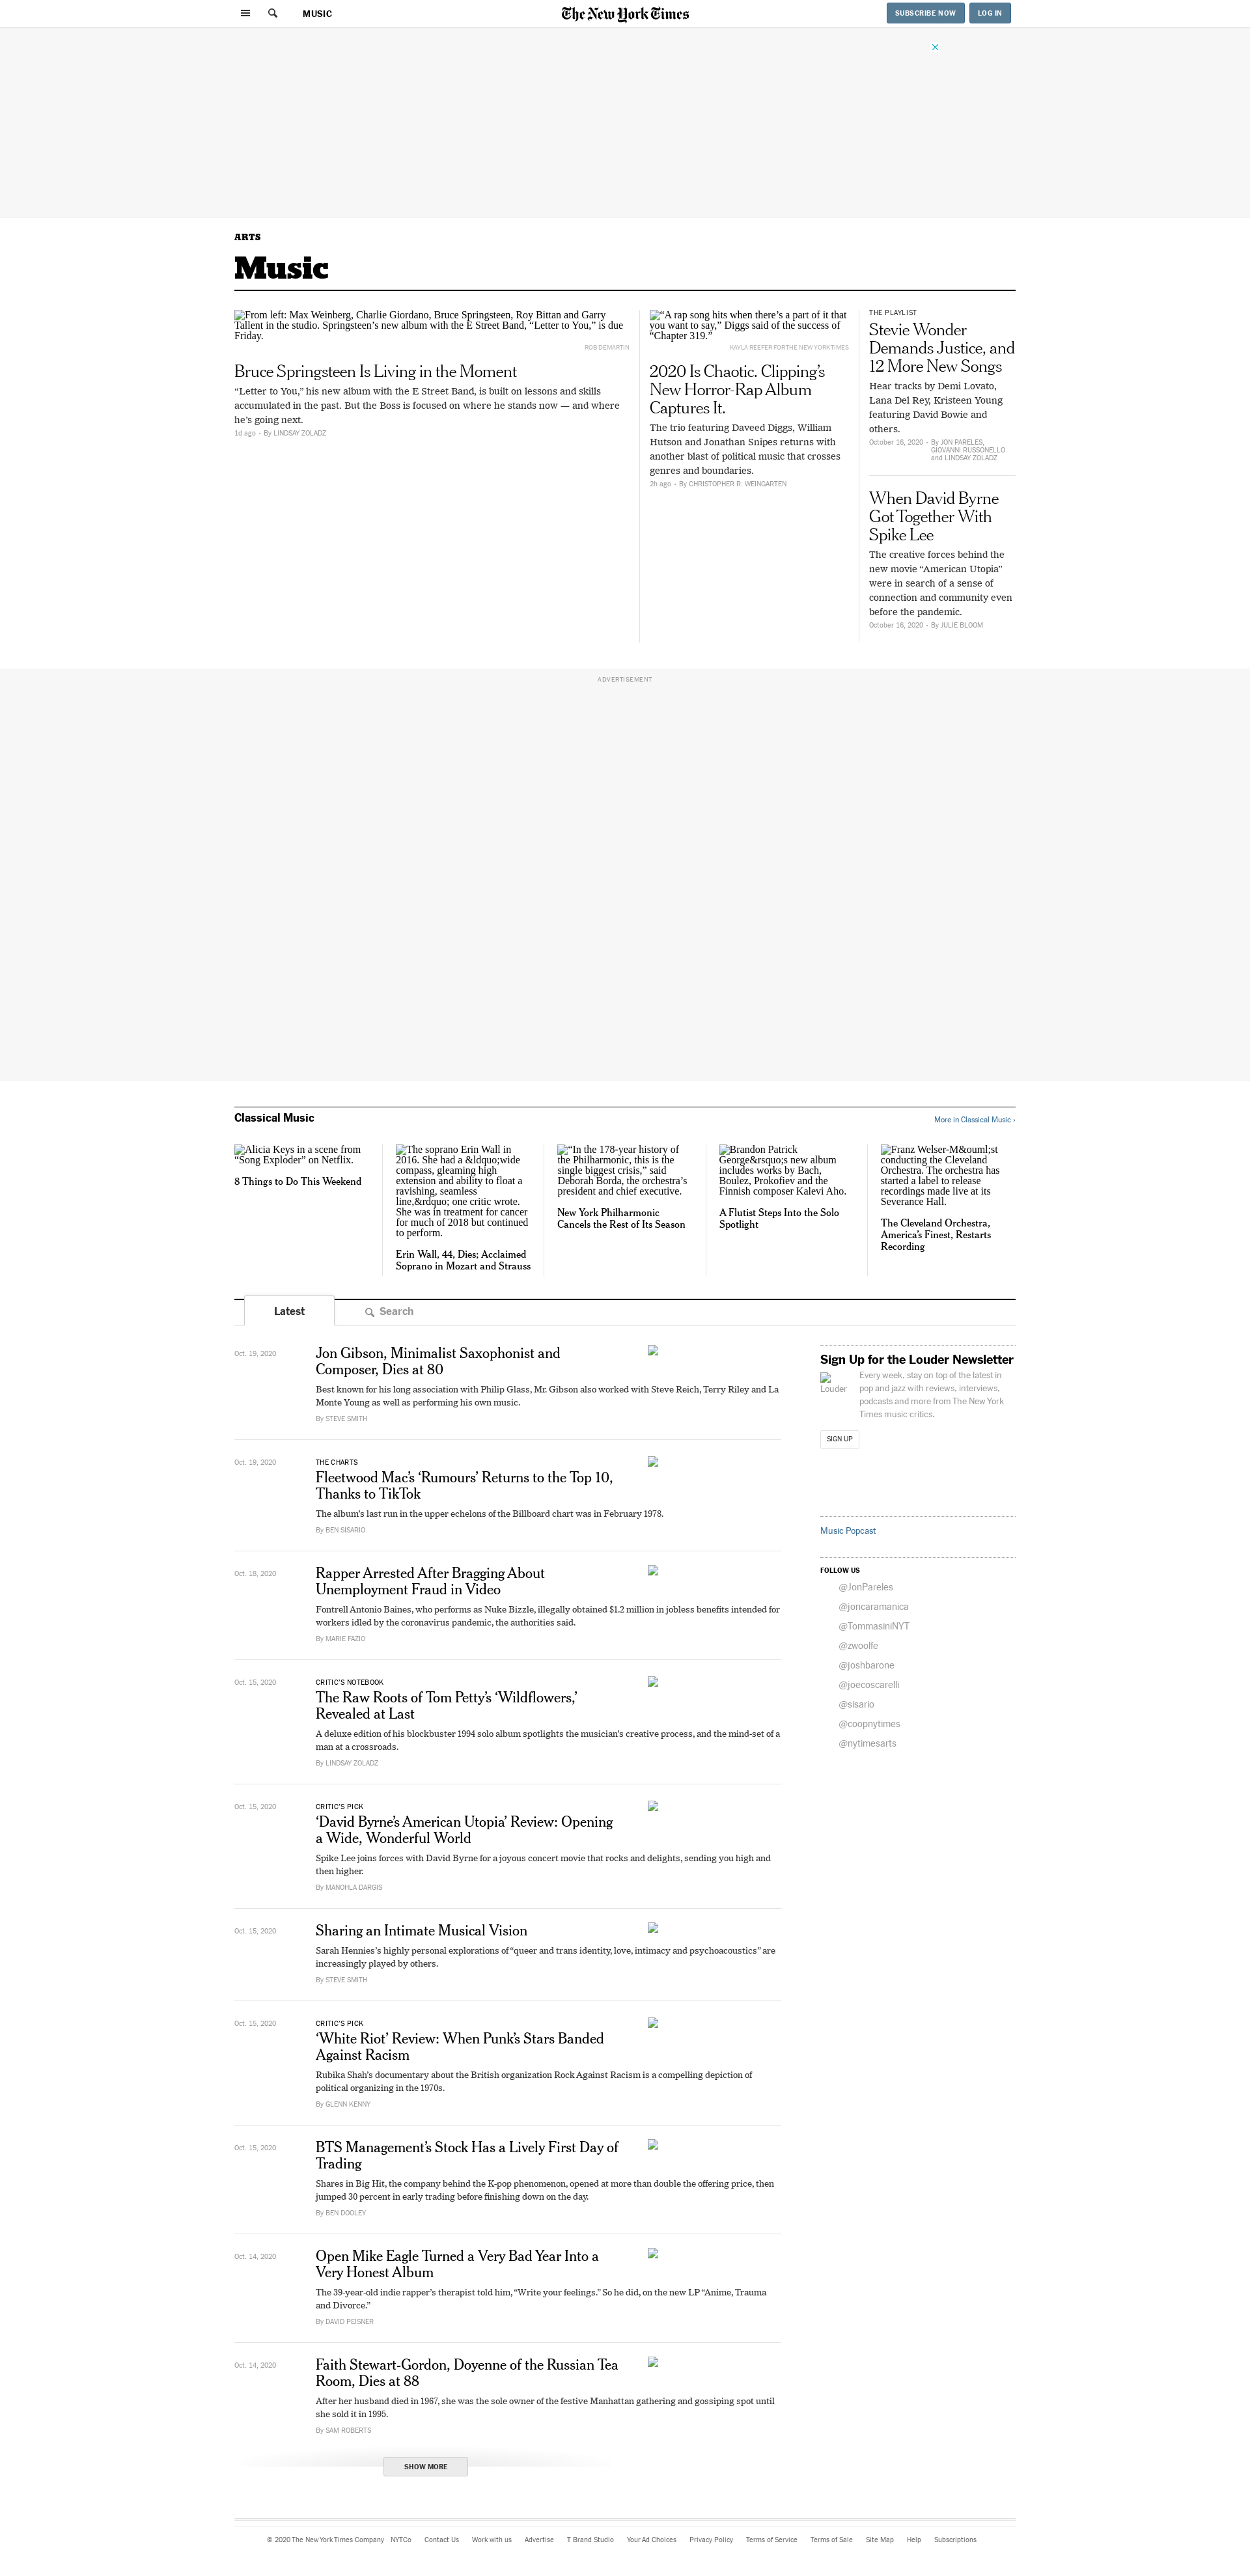 MUSIC
The New York Times
SUBSCRIBE NOW
LOG IN
ARTS
Music
From left: Max Weinberg, Charlie Giordano, Bruce Springsteen, Roy Bittan and Garry
Tallent in the studio. Springsteen’s new album with the E Street Band, “Letter to You,” is due
Friday.
ROB DEMARTIN
Bruce Springsteen Is Living in the Moment
“Letter to You,” his new album with the E Street Band, is built on lessons and skills
accumulated in the past. But the Boss is focused on where he stands now — and where
he’s going next.
1d ago - By LINDSAY ZOLADZ
“A rap song hits when there’s a part of it that
you want to say,” Diggs said of the success of
“Chapter 319.”
KAYLA REEFER FOR THE NEW YORK TIMES
2020 Is Chaotic. Clipping’s
New Horror-Rap Album
Captures It.
The trio featuring Daveed Diggs, William
Hutson and Jonathan Snipes returns with
another blast of political music that crosses
genres and boundaries.
2h ago - By CHRISTOPHER R. WEINGARTEN
THE PLAYLIST
Stevie Wonder
Demands Justice, and
12 More New Songs
Hear tracks by Demi Lovato,
Lana Del Rey, Kristeen Young
featuring David Bowie and
others.
October 16, 2020 - By JON PARELES,
GIOVANNI RUSSONELLO
and LINDSAY ZOLADZ
When David Byrne
Got Together With
Spike Lee
The creative forces behind the
new movie “American Utopia”
were in search of a sense of
connection and community even
before the pandemic.
October 16, 2020 - By JULIE BLOOM
ADVERTISEMENT
Classical Music
More in Classical Music ›
Alicia Keys in a scene from
“Song Exploder” on Netflix.
8 Things to Do This Weekend
The soprano Erin Wall in
2016. She had a &ldquo;wide
compass, gleaming high
extension and ability to float a
ravishing, seamless
line,&rdquo; one critic wrote.
She was in treatment for cancer
for much of 2018 but continued
to perform.
Erin Wall, 44, Dies; Acclaimed
Soprano in Mozart and Strauss
“In the 178-year history of
the Philharmonic, this is the
single biggest crisis,” said
Deborah Borda, the orchestra’s
president and chief executive.
New York Philharmonic
Cancels the Rest of Its Season
Brandon Patrick
George&rsquo;s new album
includes works by Bach,
Boulez, Prokofiev and the
Finnish composer Kalevi Aho.
A Flutist Steps Into the Solo
Spotlight
Franz Welser-M&ouml;st
conducting the Cleveland
Orchestra. The orchestra has
started a label to release
recordings made live at its
Severance Hall.
The Cleveland Orchestra,
America’s Finest, Restarts
Recording
Latest
Search
Oct. 19, 2020
Jon Gibson, Minimalist Saxophonist and
Composer, Dies at 80
Best known for his long association with Philip Glass, Mr. Gibson also worked with Steve Reich, Terry Riley and La
Monte Young as well as performing his own music.
By STEVE SMITH
Oct. 19, 2020
THE CHARTS
Fleetwood Mac’s ‘Rumours’ Returns to the Top 10,
Thanks to TikTok
The album’s last run in the upper echelons of the Billboard chart was in February 1978.
By BEN SISARIO
Oct. 18, 2020
Rapper Arrested After Bragging About
Unemployment Fraud in Video
Fontrell Antonio Baines, who performs as Nuke Bizzle, illegally obtained $1.2 million in jobless benefits intended for
workers idled by the coronavirus pandemic, the authorities said.
By MARIE FAZIO
Oct. 15, 2020
CRITIC’S NOTEBOOK
The Raw Roots of Tom Petty’s ‘Wildflowers,’
Revealed at Last
A deluxe edition of his blockbuster 1994 solo album spotlights the musician’s creative process, and the mind-set of a
man at a crossroads.
By LINDSAY ZOLADZ
Oct. 15, 2020
CRITIC’S PICK
‘David Byrne’s American Utopia’ Review: Opening
a Wide, Wonderful World
Spike Lee joins forces with David Byrne for a joyous concert movie that rocks and delights, sending you high and
then higher.
By MANOHLA DARGIS
Oct. 15, 2020
Sharing an Intimate Musical Vision
Sarah Hennies’s highly personal explorations of “queer and trans identity, love, intimacy and psychoacoustics” are
increasingly played by others.
By STEVE SMITH
Oct. 15, 2020
CRITIC’S PICK
‘White Riot’ Review: When Punk’s Stars Banded
Against Racism
Rubika Shah’s documentary about the British organization Rock Against Racism is a compelling depiction of
political organizing in the 1970s.
By GLENN KENNY
Oct. 15, 2020
BTS Management’s Stock Has a Lively First Day of
Trading
Shares in Big Hit, the company behind the K-pop phenomenon, opened at more than double the offering price, then
jumped 30 percent in early trading before finishing down on the day.
By BEN DOOLEY
Oct. 14, 2020
Open Mike Eagle Turned a Very Bad Year Into a
Very Honest Album
The 39-year-old indie rapper’s therapist told him, “Write your feelings.” So he did, on the new LP “Anime, Trauma
and Divorce.”
By DAVID PEISNER
Oct. 14, 2020
Faith Stewart-Gordon, Doyenne of the Russian Tea
Room, Dies at 88
After her husband died in 1967, she was the sole owner of the festive Manhattan gathering and gossiping spot until
she sold it in 1995.
By SAM ROBERTS
SHOW MORE
Sign Up for the Louder Newsletter
Louder
Every week, stay on top of the latest in
pop and jazz with reviews, interviews,
podcasts and more from The New York
Times music critics.
SIGN UP
Music Popcast
FOLLOW US
@JonPareles
@joncaramanica
@TommasiniNYT
@zwoolfe
@joshbarone
@joecoscarelli
@sisario
@coopnytimes
@nytimesarts
© 2020 The New York Times Company NYTCo Contact Us Work with us Advertise T Brand Studio Your Ad Choices Privacy Policy Terms of Service Terms of Sale Site Map Help Subscriptions